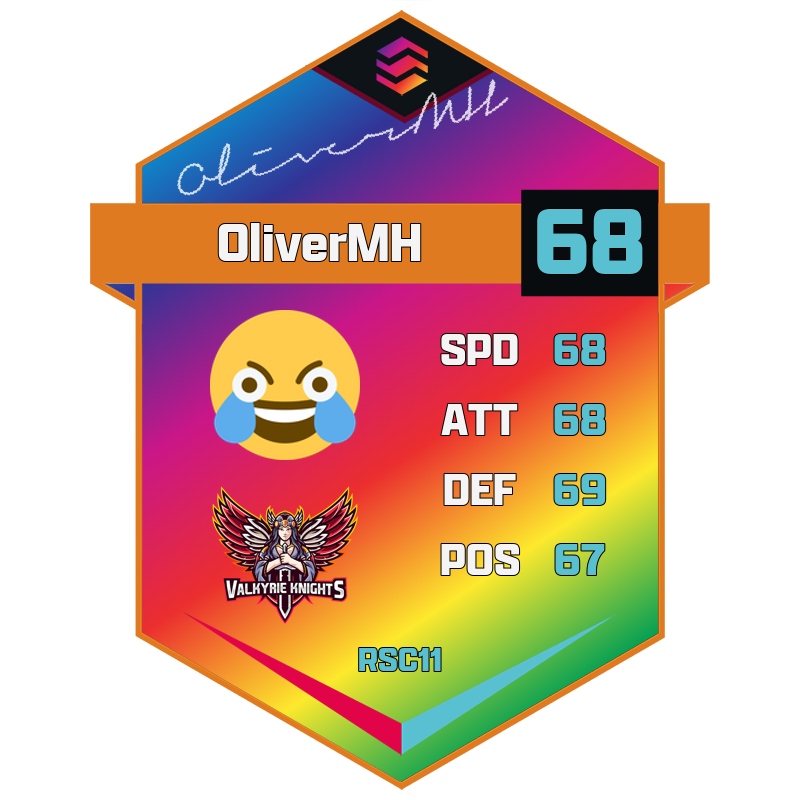 OliverMH
OliverMH 68
SPD 68
ATT 68
DEF 69
POS 67
VALKYRIE KNIGHTS
RSC11